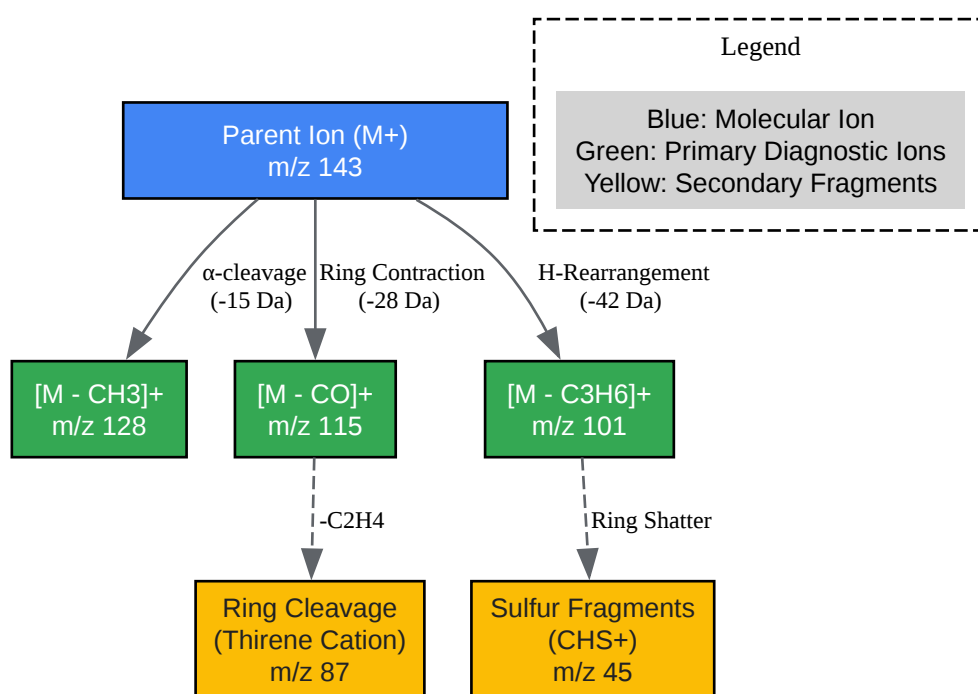 Legend
Blue: Molecular Ion
Green: Primary Diagnostic Ions
Yellow: Secondary Fragments
Parent Ion (M+)
m/z 143
α-cleavage
(-15 Da)
Ring Contraction
(-28 Da)
H-Rearrangement
(-42 Da)
[M - CH3]+
m/z 128
[M - CO]+
m/z 115
[M - C3H6]+
m/z 101
-C2H4
Ring Shatter
Ring Cleavage
(Thirene Cation)
m/z 87
Sulfur Fragments
(CHS+)
m/z 45